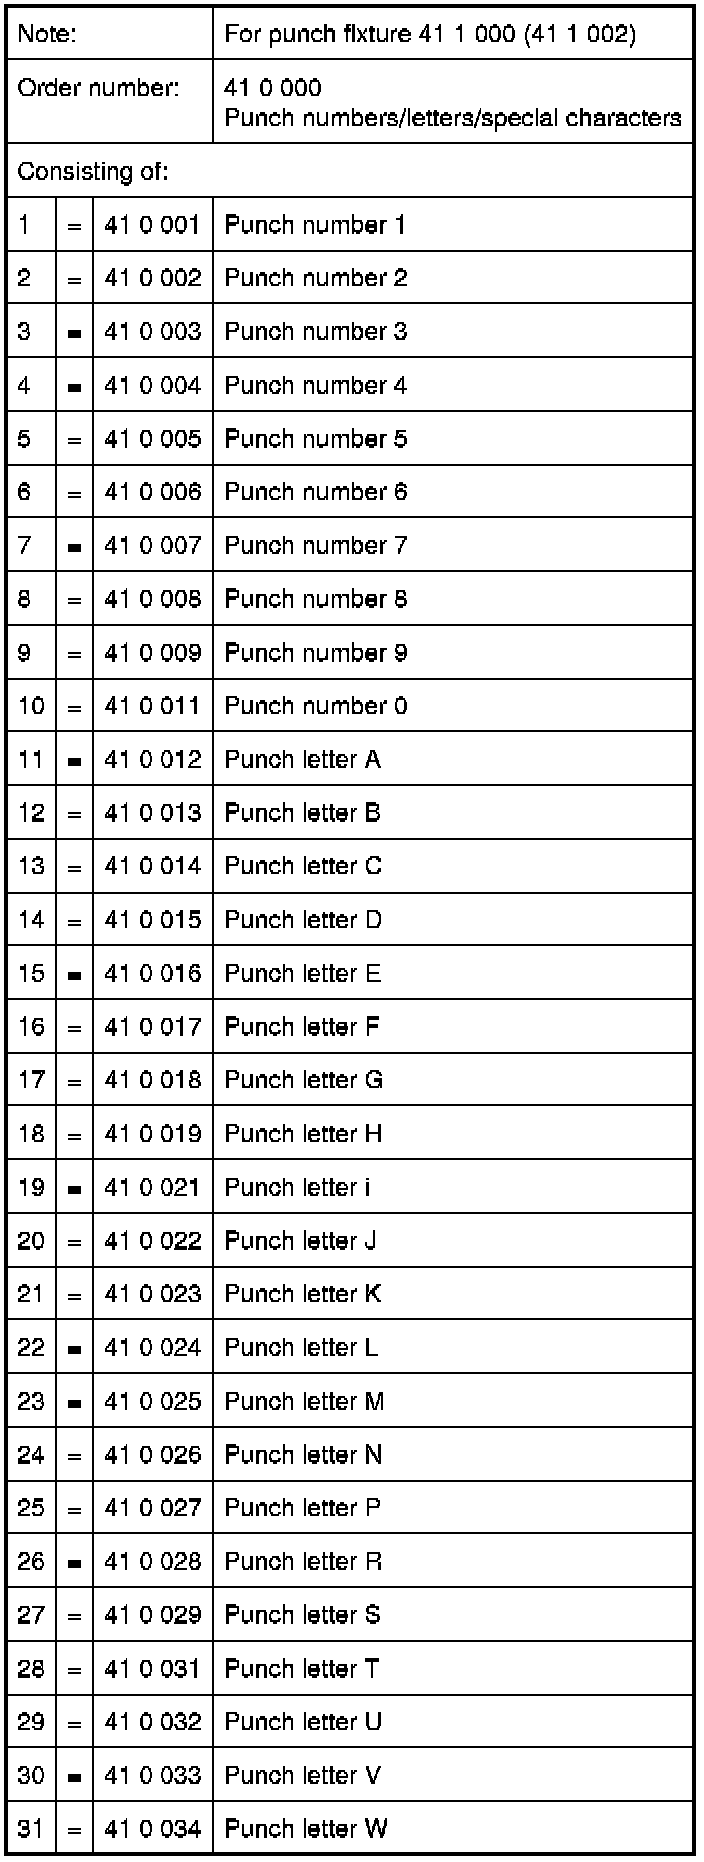 Note: For punch fixture 41 1 000 (41 1 002)
Order number: 41 0 000
Punch numbers/letters/special characters
Consisting of:
1 = 41 0 001 Punch number 1
2 = 41 0 002 Punch number 2
3 = 41 0 003 Punch number 3
4 = 41 0 004 Punch number 4
5 = 41 0 005 Punch number 5
6 = 41 0 006 Punch number 6
7 = 41 0 007 Punch number 7
8 = 41 0 008 Punch number 8
9 = 41 0 009 Punch number 9
10 = 41 0 011 Punch number 0
11 = 41 0 012 Punch letter A
12 = 41 0 013 Punch letter B
13 = 41 0 014 Punch letter C
14 = 41 0 015 Punch letter D
15 = 41 0 016 Punch letter E
16 = 41 0 017 Punch letter F
17 = 41 0 018 Punch letter G
18 = 41 0 019 Punch letter H
19 = 41 0 021 Punch letter i
20 = 41 0 022 Punch letter J
21 = 41 0 023 Punch letter K
22 = 41 0 024 Punch letter L
23 = 41 0 025 Punch letter M
24 = 41 0 026 Punch letter N
25 = 41 0 027 Punch letter P
26 = 41 0 028 Punch letter R
27 = 41 0 029 Punch letter S
28 = 41 0 031 Punch letter T
29 = 41 0 032 Punch letter U
30 = 41 0 033 Punch letter V
31 = 41 0 034 Punch letter W